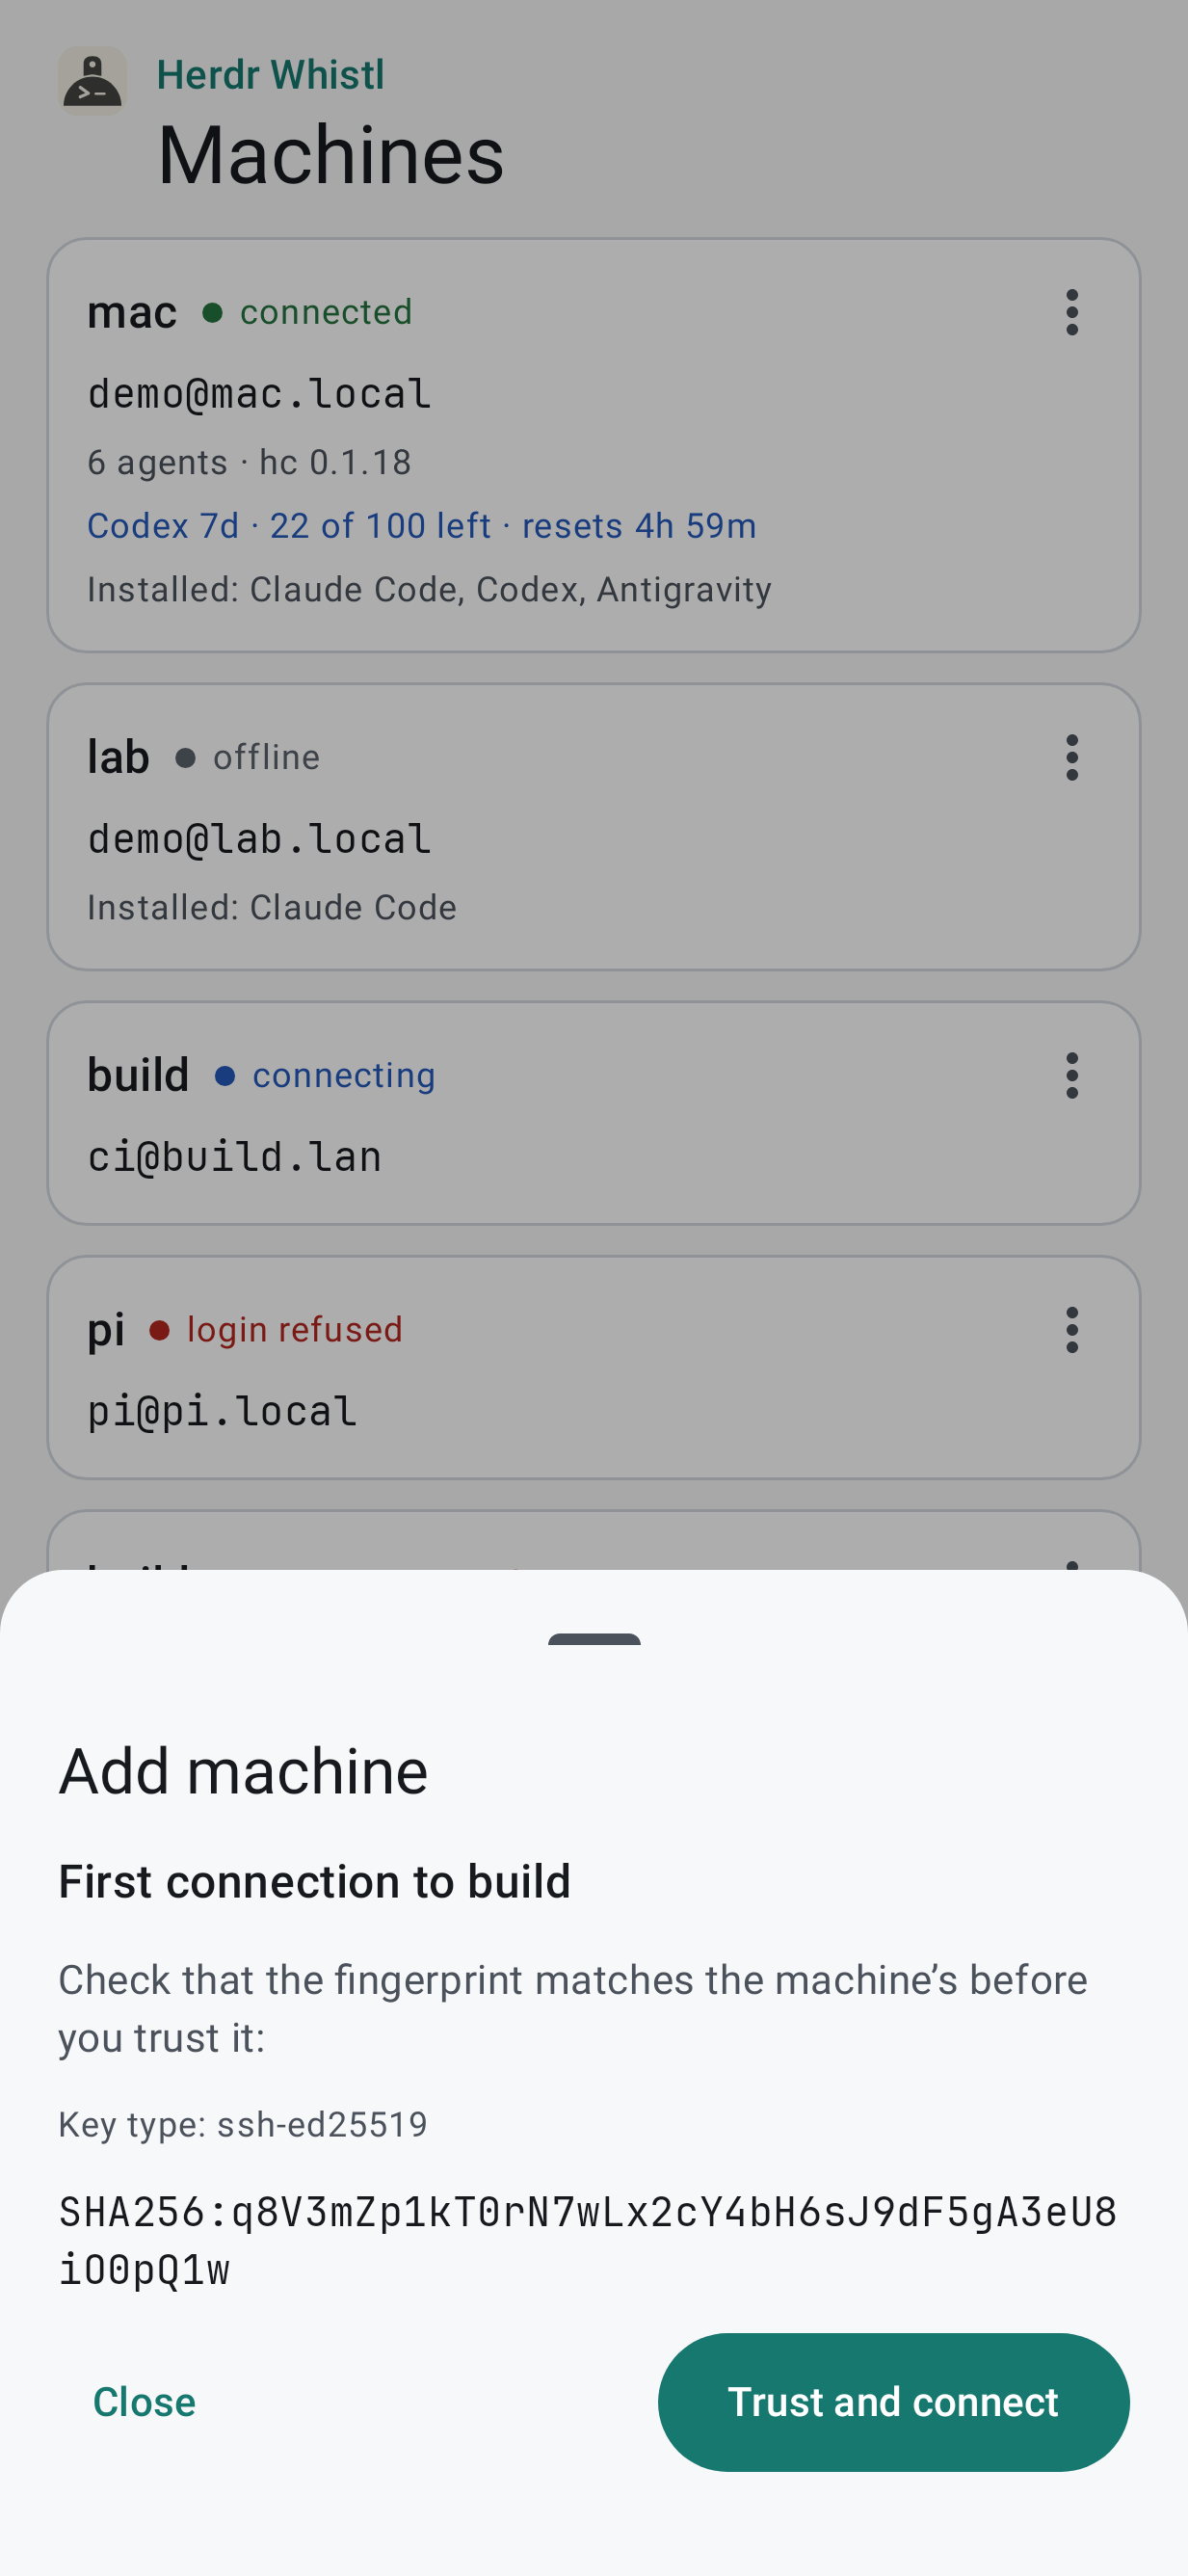 Herdr Whistl
Machines
mac ● connected
demo@mac.local
6 agents · hc 0.1.18
Codex 7d · 22 of 100 left · resets 4h 59m
Installed: Claude Code, Codex, Antigravity
lab ● offline
demo@lab.local
Installed: Claude Code
build ● connecting
ci@build.lan
pi ● login refused
pi@pi.local
Add machine
First connection to build
Check that the fingerprint matches the machine’s before
you trust it:
Key type: ssh-ed25519
SHA256:q8V3mZp1kT0rN7wLx2cY4bH6sJ9dF5gA3eU8
iO0pQ1w
Close
Trust and connect